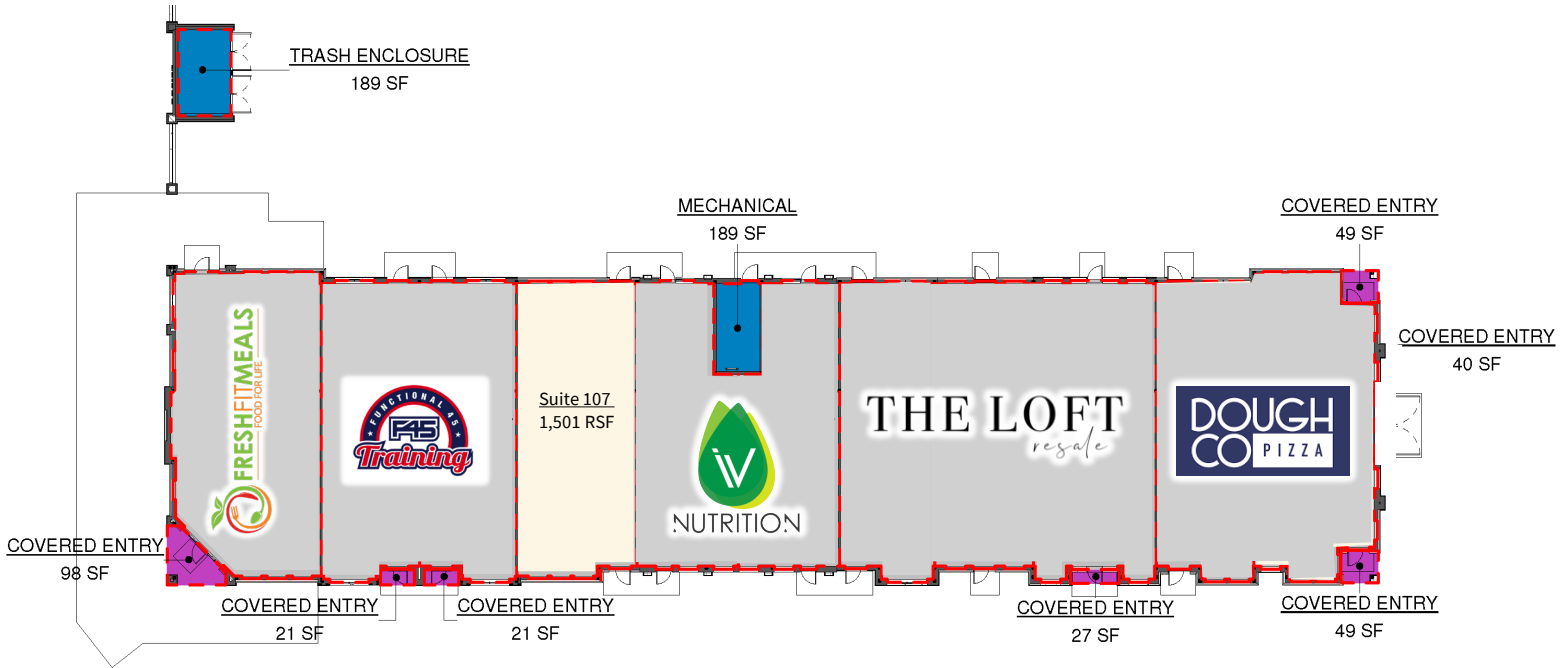 TRASH ENCLOSURE
189 SF
MECHANICAL
189 SF
COVERED ENTRY
49 SF
COVERED ENTRY
40 SF
FRESHFITMEALS
FOOD FOR LIFE
FUNCTIONAL 45
F45
Training
Suite 107
1,501 RSF
IV
NUTRITION
THE LOFT
resale
DOUGH
CO PIZZA
COVERED ENTRY
98 SF
COVERED ENTRY
21 SF
COVERED ENTRY
21 SF
COVERED ENTRY
27 SF
COVERED ENTRY
49 SF